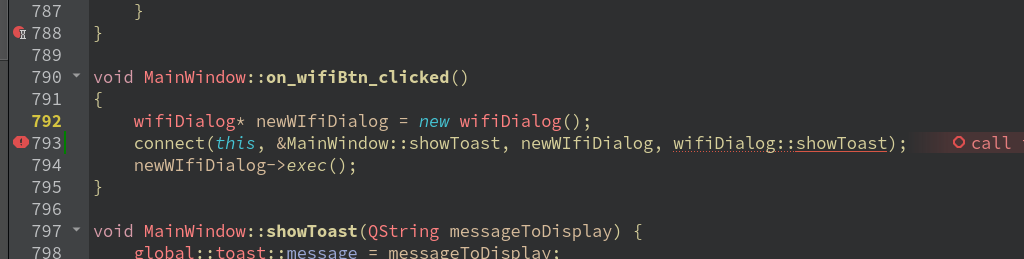 787     }
788 }
789
790 void MainWindow::on_wifiBtn_clicked()
791 {
792     wifiDialog* newWIfiDialog = new wifiDialog();
793     connect(this, &MainWindow::showToast, newWIfiDialog, wifiDialog::showToast); call
794     newWIfiDialog->exec();
795 }
796
797 void MainWindow::showToast(QString messageToDisplay) {
798     global::toast::message = messageToDisplay;